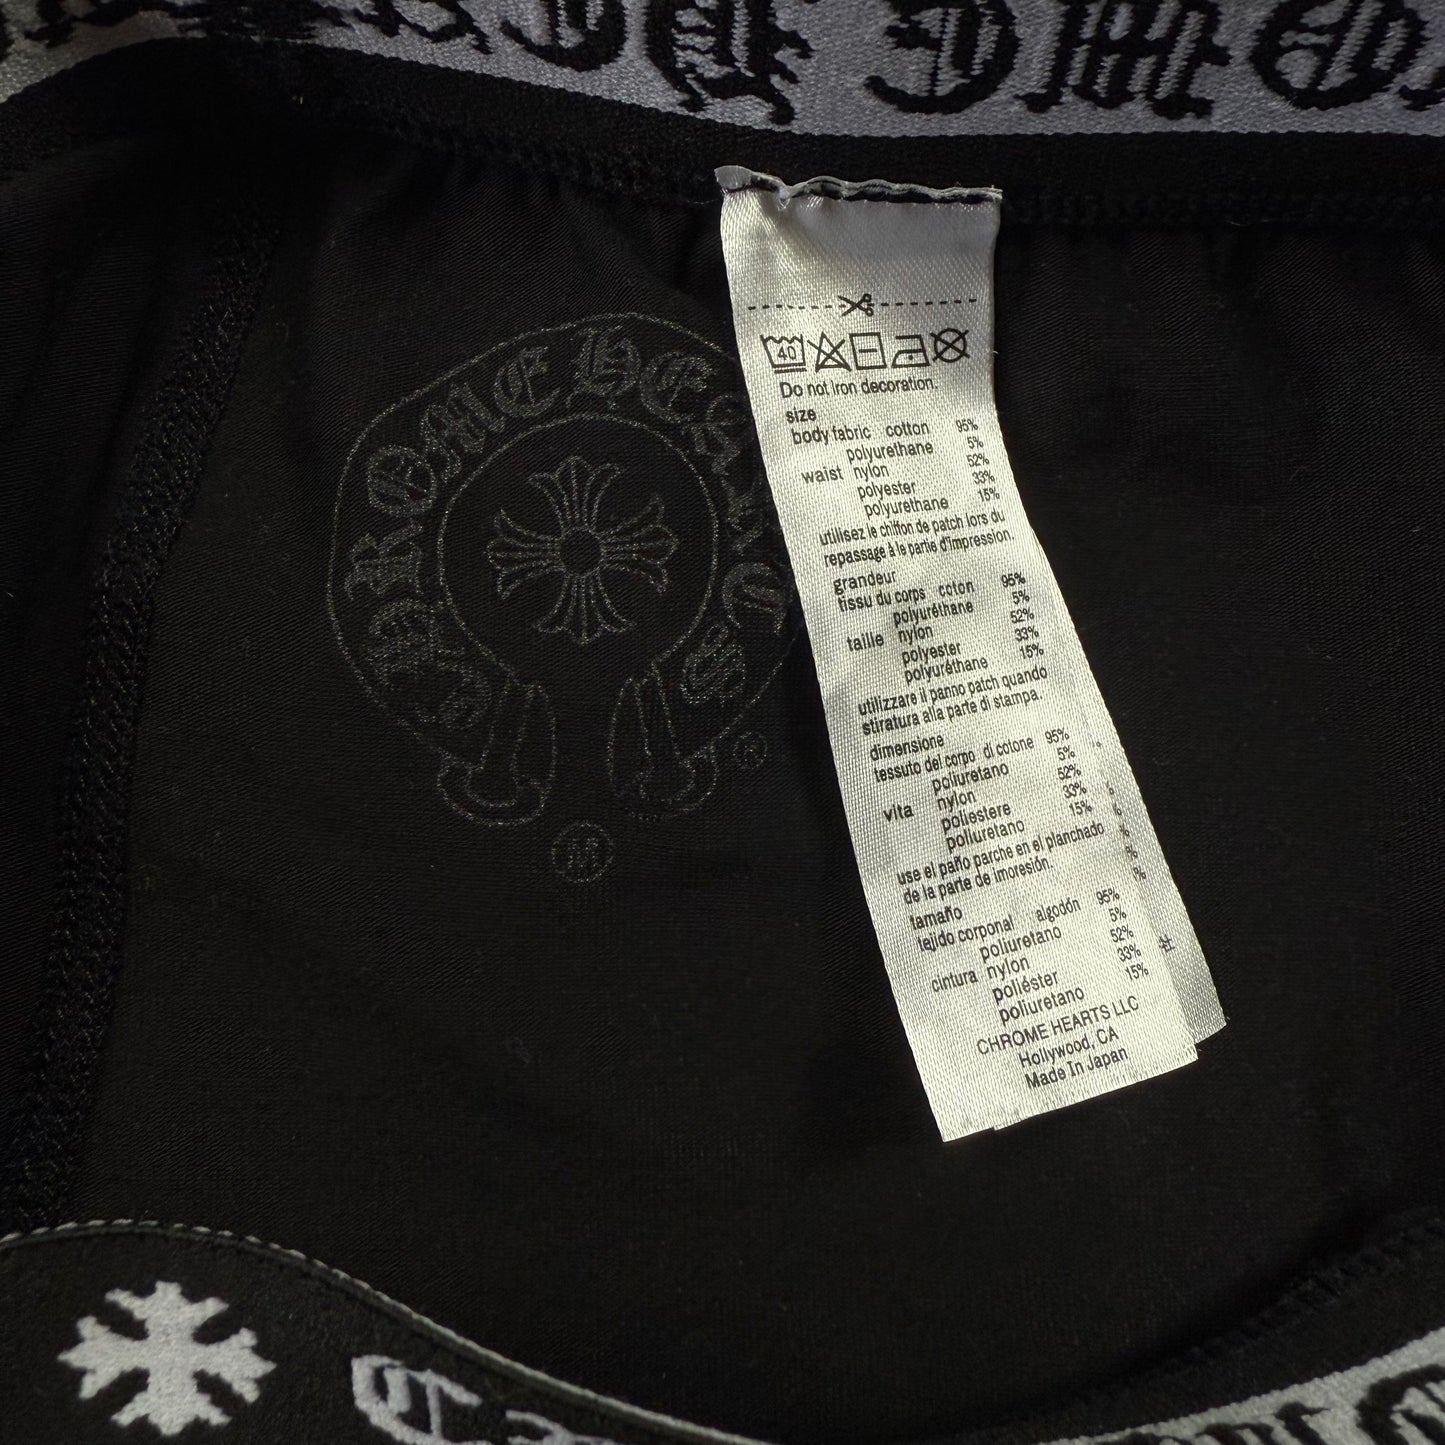 CHROME HEARTS
®
M
40
Do not iron decoration.
size
body fabric cotton 95%
polyurethane 5%
waist nylon 52%
polyester 33%
polyurethane 15%
utilisez le chiffon de patch lors du
repassage à le partie d'impression.
grandeur
tissu du corps coton 95%
polyuréthane 5%
taille nylon 52%
polyester 33%
polyuréthane 15%
utilizzare il panno patch quando
stiratura alla parte di stampa.
dimensione
tessuto del corpo di cotone 95%
poliuretano 5%
vita nylon 52%
poliestere 33%
poliuretano 15%
use el paño parche en el planchado
de la parte de imoresión.
tamaño
tejido corponal algodón 95%
poliuretano 5%
cintura nylon 52%
poliéster 33%
poliuretano 15%
CHROME HEARTS LLC
Hollywood, CA
Made In Japan